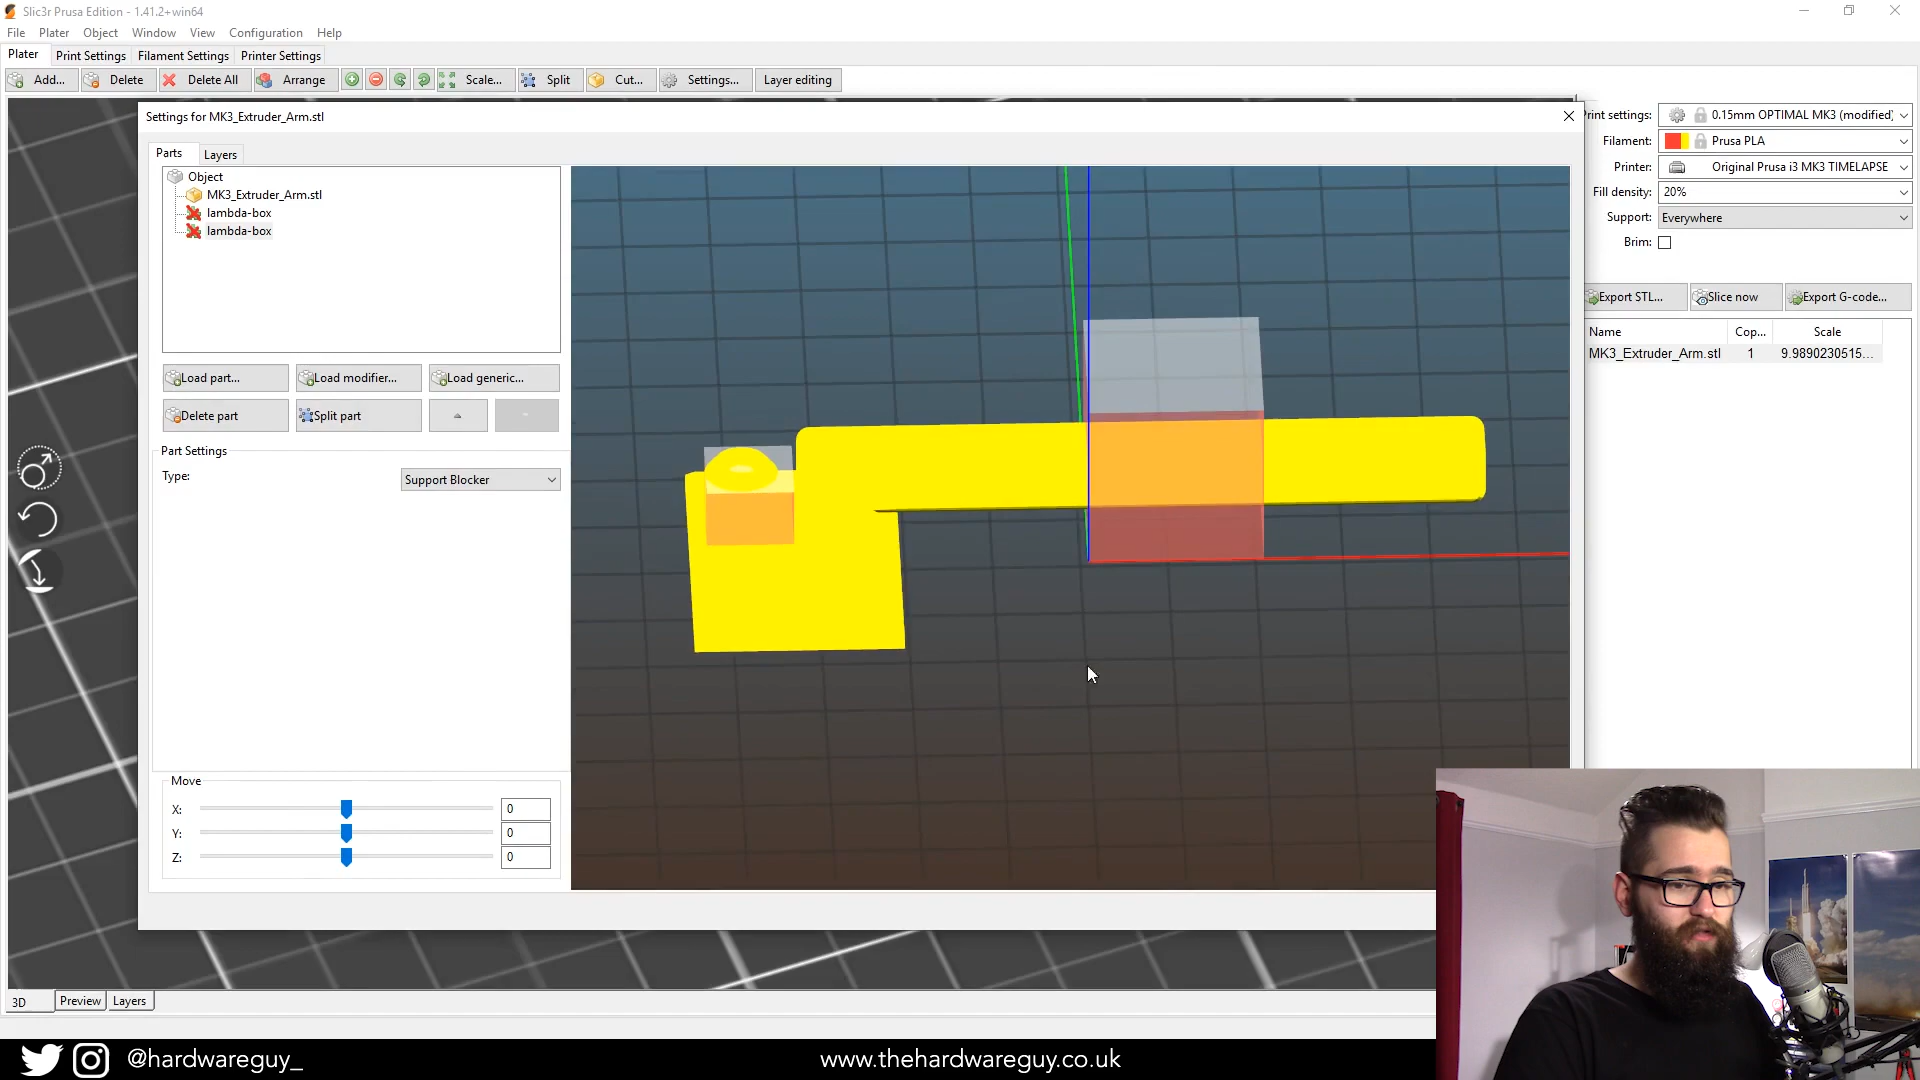 Slic3r Prusa Edition - 1.41.2+win64
File Plater Object Window View Configuration Help
Plater Print Settings Filament Settings Printer Settings
Add... Delete Delete All Arrange Scale... Split Cut... Settings... Layer editing
Settings for MK3_Extruder_Arm.stl
Print settings: 0.15mm OPTIMAL MK3 (modified)
Filament: Prusa PLA
Printer: Original Prusa i3 MK3 TIMELAPSE
Fill density: 20%
Support: Everywhere
Brim:
Export STL... Slice now Export G-code...
Name Cop... Scale
MK3_Extruder_Arm.stl 1 9.9890230515...
Parts Layers
Object
MK3_Extruder_Arm.stl
lambda-box
lambda-box
Load part... Load modifier... Load generic...
Delete part Split part
Part Settings
Type: Support Blocker
Move
X: 0
Y: 0
Z: 0
3D Preview Layers
@hardwareguy_ www.thehardwareguy.co.uk